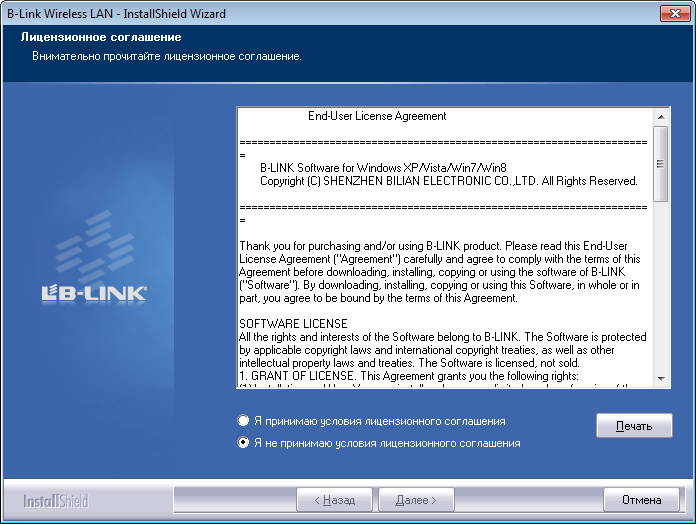 B-Link Wireless LAN - InstallShield Wizard
Лицензионное соглашение
Внимательно прочитайте лицензионное соглашение.
End-User License Agreement
====================================================================
=
B-LINK Software for Windows XP/Vista/Win7/Win8
Copyright (C) SHENZHEN BILIAN ELECTRONIC CO.,LTD. All Rights Reserved.
====================================================================
=
Thank you for purchasing and/or using B-LINK product. Please read this End-User
License Agreement ("Agreement") carefully and agree to comply with the terms of this
Agreement before downloading, installing, copying or using the software of B-LINK
("Software"). By downloading, installing, copying or using this Software, in whole or in
part, you agree to be bound by the terms of this Agreement.
SOFTWARE LICENSE
All the rights and interests of the Software belong to B-LINK. The Software is protected
by applicable copyright laws and international copyright treaties, as well as other
intellectual property laws and treaties. The Software is licensed, not sold.
1. GRANT OF LICENSE. This Agreement grants you the following rights:
LB-LINK
Я принимаю условия лицензионного соглашения
Я не принимаю условия лицензионного соглашения
Печать
InstallShield
< Назад
Далее >
Отмена